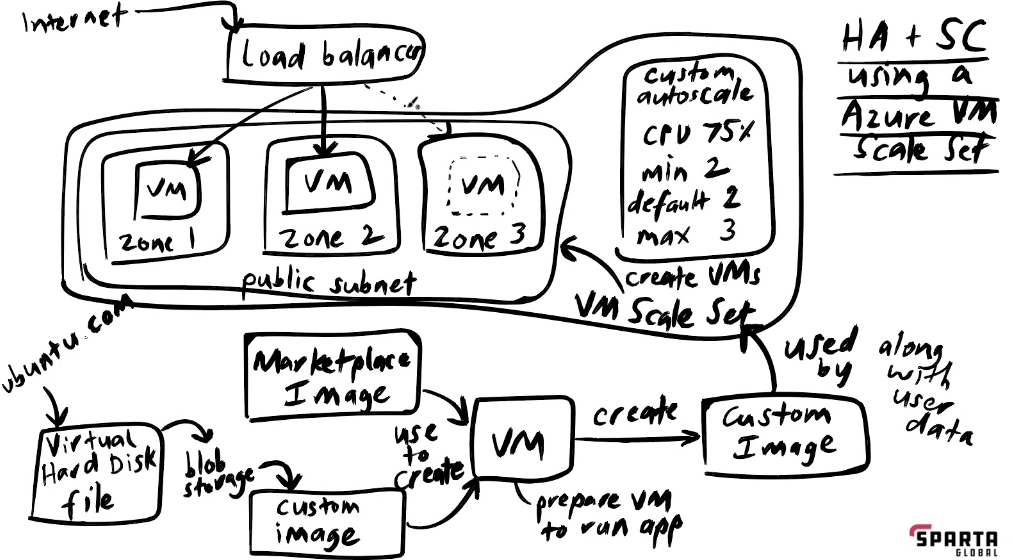 Internet
Load balancer
HA + SC
using a
Azure VM
Scale Set
custom
autoscale
CPU 75%
min 2
default 2
max 3
create VMs
VM Scale Set
VM
Zone 1
VM
Zone 2
VM
Zone 3
public subnet
ubuntu.com
Virtual
Hard Disk
file
blob
storage
Marketplace
Image
custom
image
use
to
create
VM
prepare VM
to run app
create
Custom
Image
used
by
along
with
user
data
SPARTA
GLOBAL